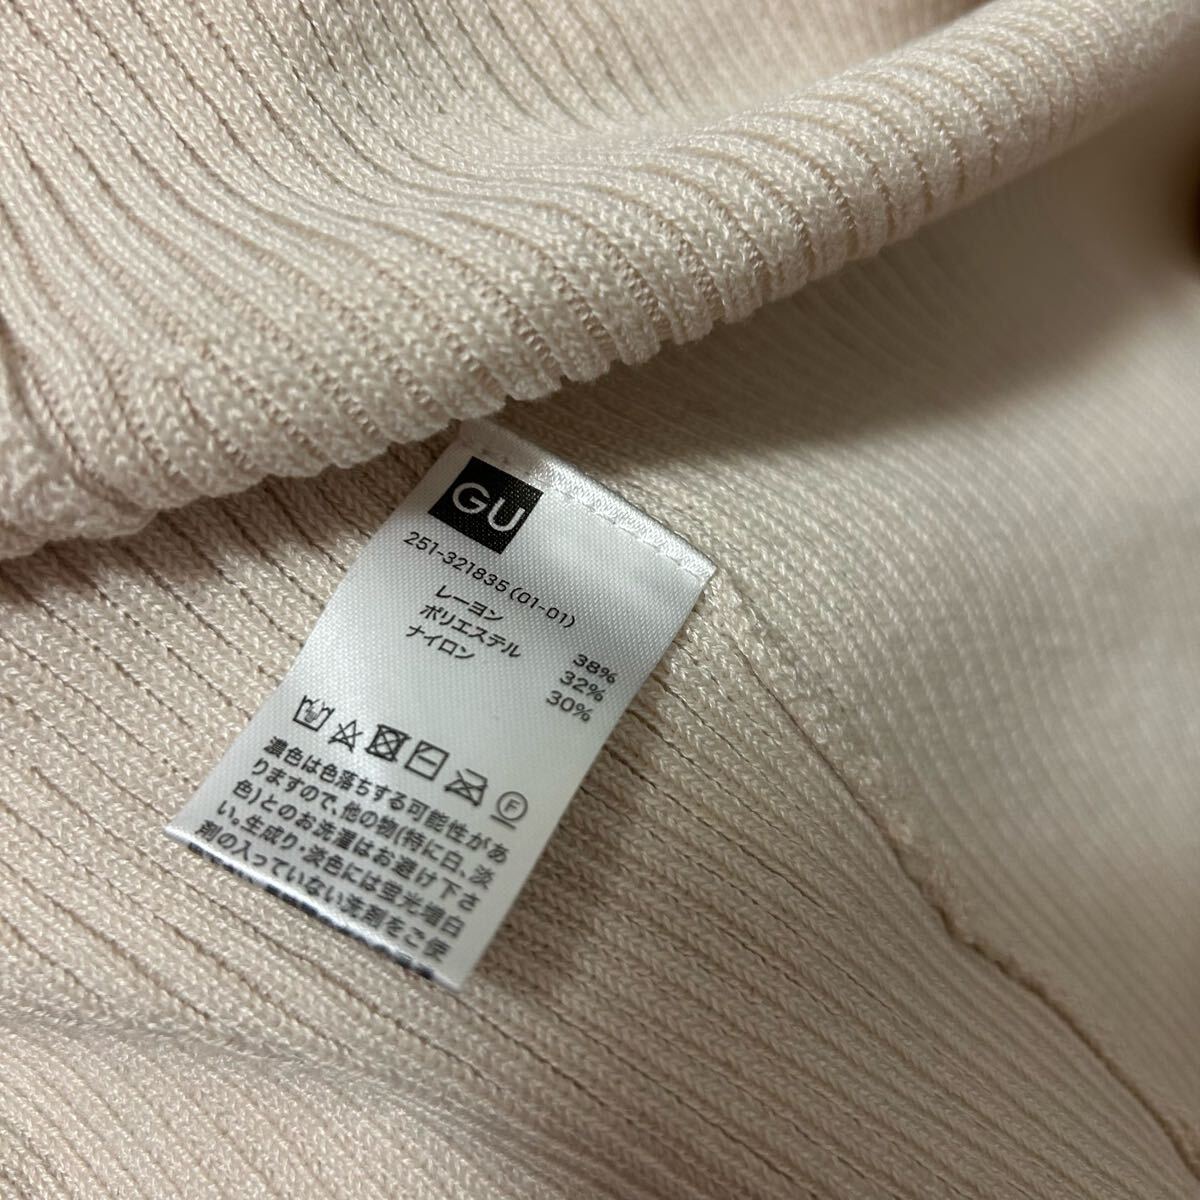 GU
251-321835(01-01)
レーヨン 38%
ポリエステル 32%
ナイロン 30%
F
濃色は色落ちする可能性があ
りますので、他の物(特に白、淡
色)とのお洗濯はお避け下さ
い。生成り・淡色には蛍光増白
剤の入っていない洗剤をご使